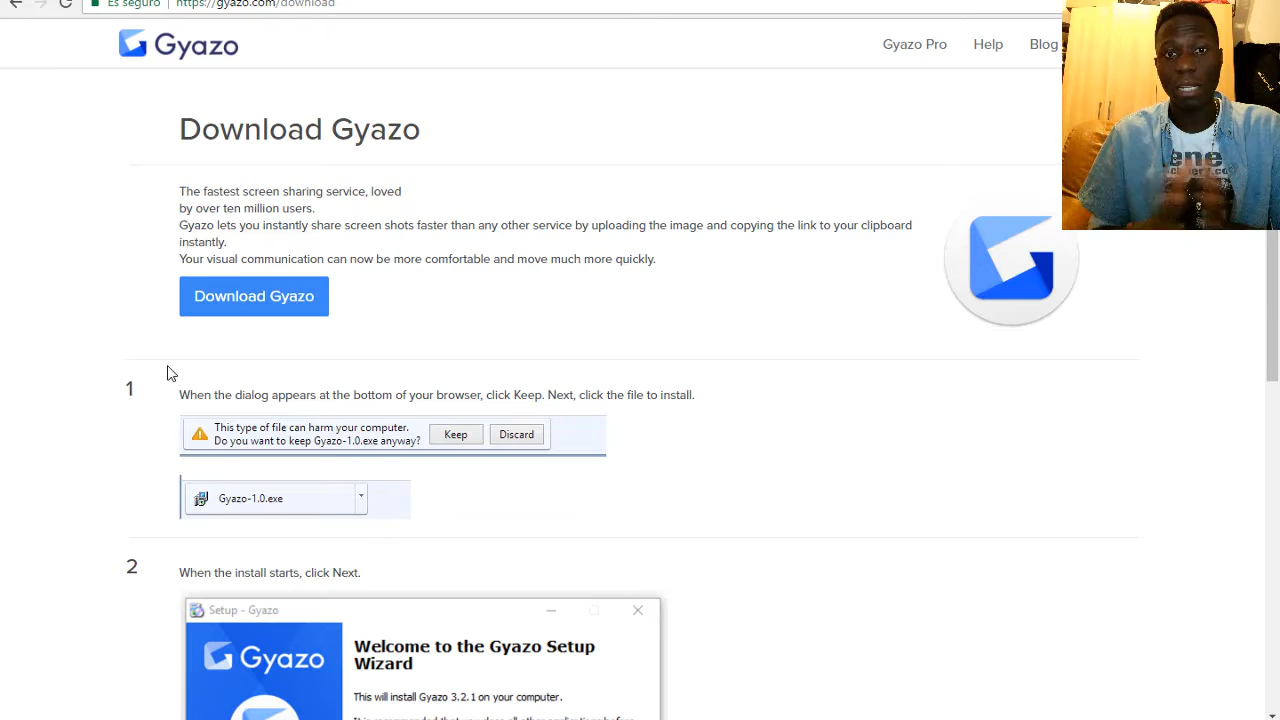 Es seguro https://gyazo.com/download
Gyazo Gyazo Pro Help Blog
Download Gyazo
The fastest screen sharing service, loved
by over ten million users.
Gyazo lets you instantly share screen shots faster than any other service by uploading the image and copying the link to your clipboard
instantly.
Your visual communication can now be more comfortable and move much more quickly.
Download Gyazo
1
When the dialog appears at the bottom of your browser, click Keep. Next, click the file to install.
This type of file can harm your computer.
Do you want to keep Gyazo-1.0.exe anyway? Keep Discard
Gyazo-1.0.exe
2
When the install starts, click Next.
Setup - Gyazo
Gyazo
Welcome to the Gyazo Setup
Wizard
This will install Gyazo 3.2.1 on your computer.